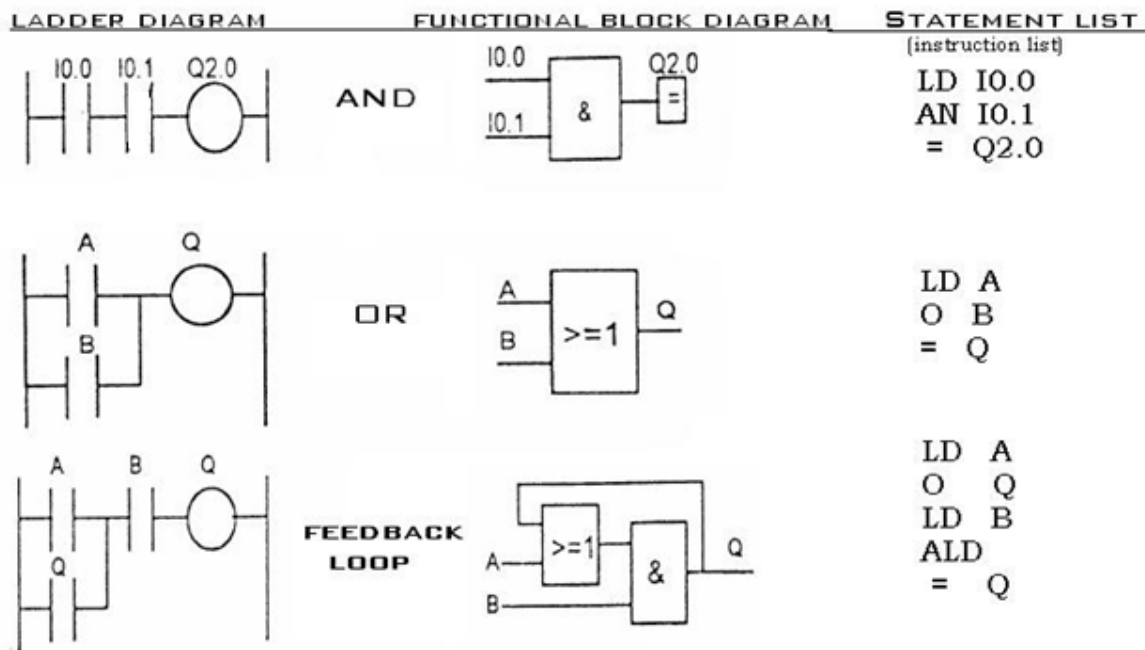 LADDER DIAGRAM FUNCTIONAL BLOCK DIAGRAM STATEMENT LIST
(instruction list)
I0.0 I0.1 Q2.0
AND
I0.0
I0.1
&
Q2.0
=
LD I0.0
AN I0.1
= Q2.0
A Q
B
OR
A
B
>=1
Q
LD A
O B
= Q
A B Q
Q
FEEDBACK
LOOP
A
B
>=1
&
Q
LD A
O Q
LD B
ALD
= Q